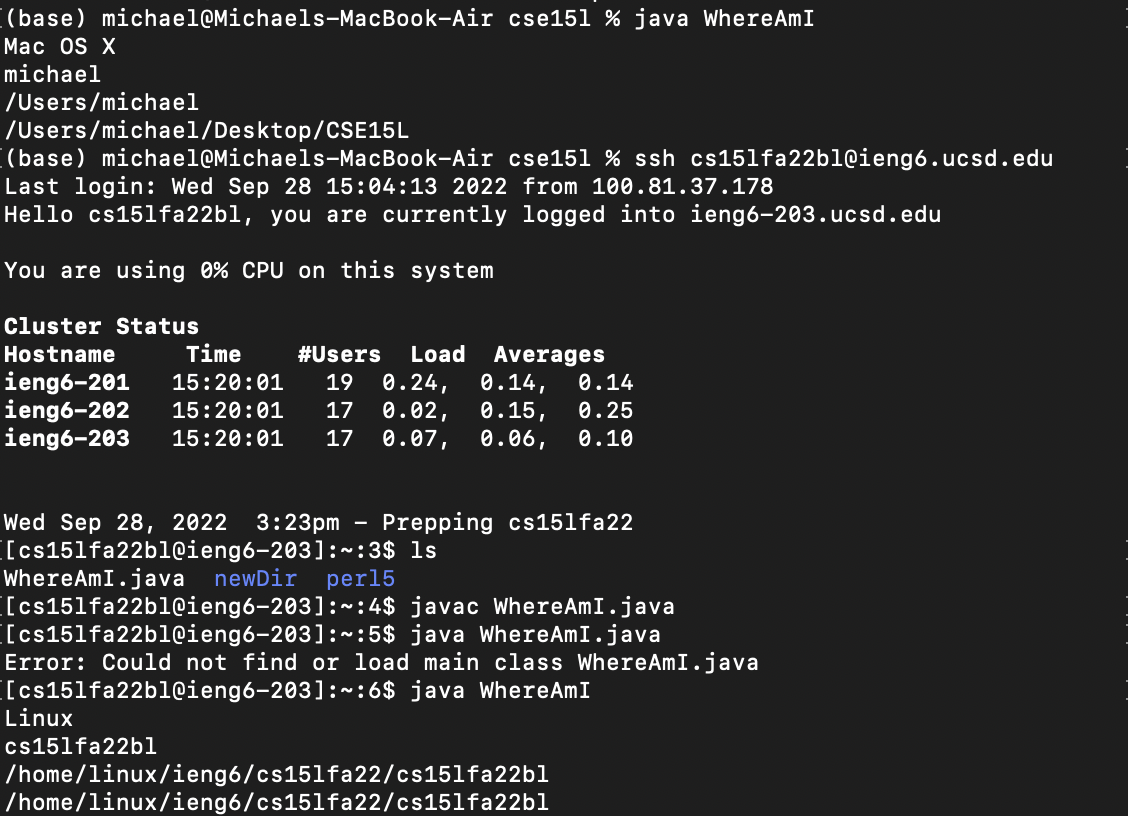 (base) michael@Michaels-MacBook-Air cse15l % java WhereAmI
Mac OS X
michael
/Users/michael
/Users/michael/Desktop/CSE15L
(base) michael@Michaels-MacBook-Air cse15l % ssh cs15lfa22bl@ieng6.ucsd.edu
Last login: Wed Sep 28 15:04:13 2022 from 100.81.37.178
Hello cs15lfa22bl, you are currently logged into ieng6-203.ucsd.edu
You are using 0% CPU on this system
Cluster Status
Hostname     Time    #Users  Load  Averages
ieng6-201   15:20:01   19  0.24,  0.14,  0.14
ieng6-202   15:20:01   17  0.02,  0.15,  0.25
ieng6-203   15:20:01   17  0.07,  0.06,  0.10
Wed Sep 28, 2022  3:23pm - Prepping cs15lfa22
[cs15lfa22bl@ieng6-203]:~:3$ ls
WhereAmI.java  newDir  perl5
[cs15lfa22bl@ieng6-203]:~:4$ javac WhereAmI.java
[cs15lfa22bl@ieng6-203]:~:5$ java WhereAmI.java
Error: Could not find or load main class WhereAmI.java
[cs15lfa22bl@ieng6-203]:~:6$ java WhereAmI
Linux
cs15lfa22bl
/home/linux/ieng6/cs15lfa22/cs15lfa22bl
/home/linux/ieng6/cs15lfa22/cs15lfa22bl